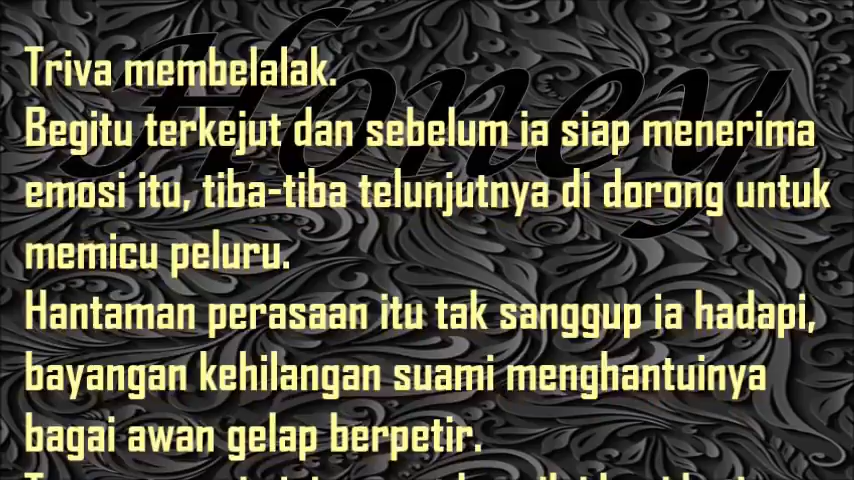 Honey
Triva membelalak.
Begitu terkejut dan sebelum ia siap menerima
emosi itu, tiba-tiba telunjutnya di dorong untuk
memicu peluru.
Hantaman perasaan itu tak sanggup ia hadapi,
bayangan kehilangan suami menghantuinya
bagai awan gelap berpetir.